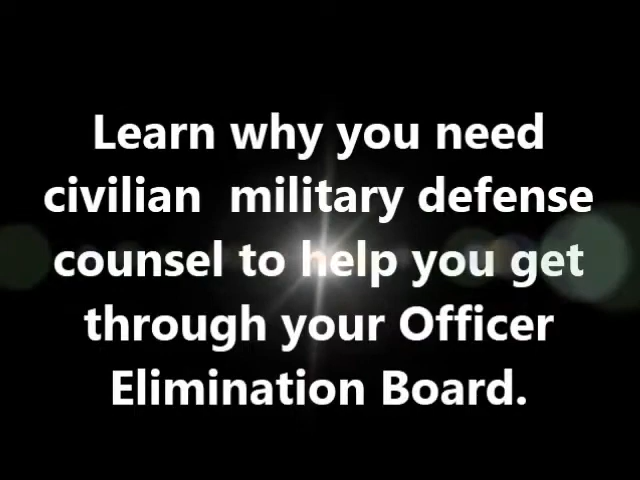 Learn why you need
civilian  military defense
counsel to help you get
through your Officer
Elimination Board.